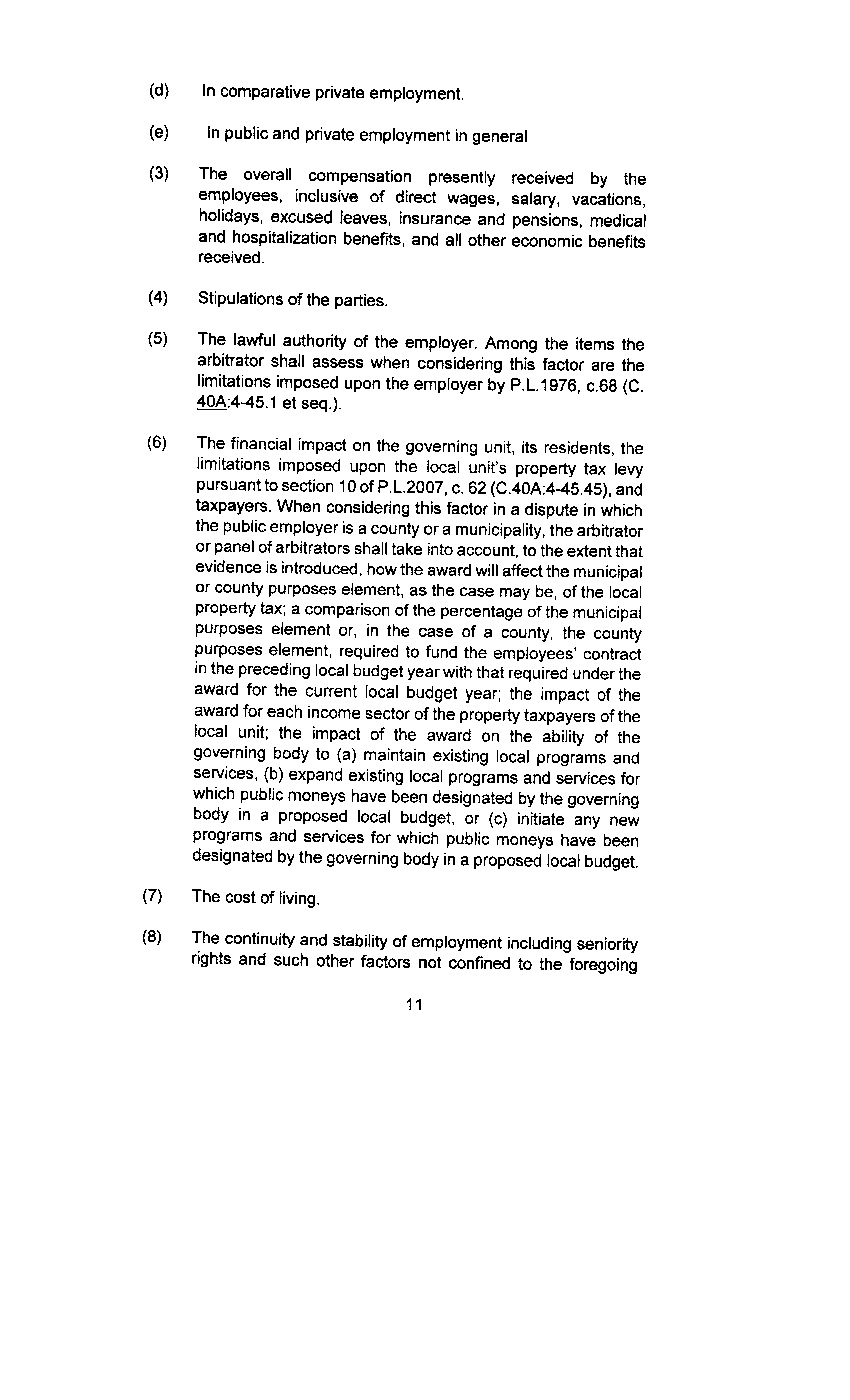 (d) In comparative private employment.
(e) In public and private employment in general
(3) The overall compensation presently received by the
employees, inclusive of direct wages, salary, vacations,
holidays, excused leaves, insurance and pensions, medical
and hospitalization benefits, and all other economic benefits
received.
(4) Stipulations of the parties.
(5) The lawful authority of the employer. Among the items the
arbitrator shall assess when considering this factor are the
limitations imposed upon the employer by P.L.1976, c.68 (C.
40A:4-45.1 et seq.).
(6) The financial impact on the governing unit, its residents, the
limitations imposed upon the local unit's property tax levy
pursuant to section 10 of P.L.2007, c. 62 (C.40A:4-45.45), and
taxpayers. When considering this factor in a dispute in which
the public employer is a county or a municipality, the arbitrator
or panel of arbitrators shall take into account, to the extent that
evidence is introduced, how the award will affect the municipal
or county purposes element, as the case may be, of the local
property tax; a comparison of the percentage of the municipal
purposes element or, in the case of a county, the county
purposes element, required to fund the employees' contract
in the preceding local budget year with that required under the
award for the current local budget year; the impact of the
award for each income sector of the property taxpayers of the
local unit; the impact of the award on the ability of the
governing body to (a) maintain existing local programs and
services, (b) expand existing local programs and services for
which public moneys have been designated by the governing
body in a proposed local budget, or (c) initiate any new
programs and services for which public moneys have been
designated by the governing body in a proposed local budget.
(7) The cost of living.
(8) The continuity and stability of employment including seniority
rights and such other factors not confined to the foregoing
11